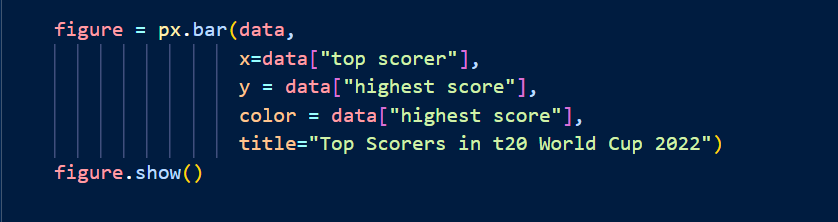 figure = px.bar(data,
x=data["top scorer"],
y = data["highest score"],
color = data["highest score"],
title="Top Scorers in t20 World Cup 2022")
figure.show()